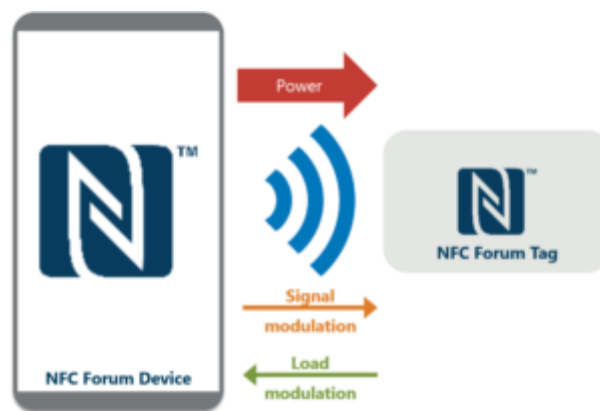 Power
TM
TM
NFC Forum Tag
Signal
modulation
Load
modulation
NFC Forum Device